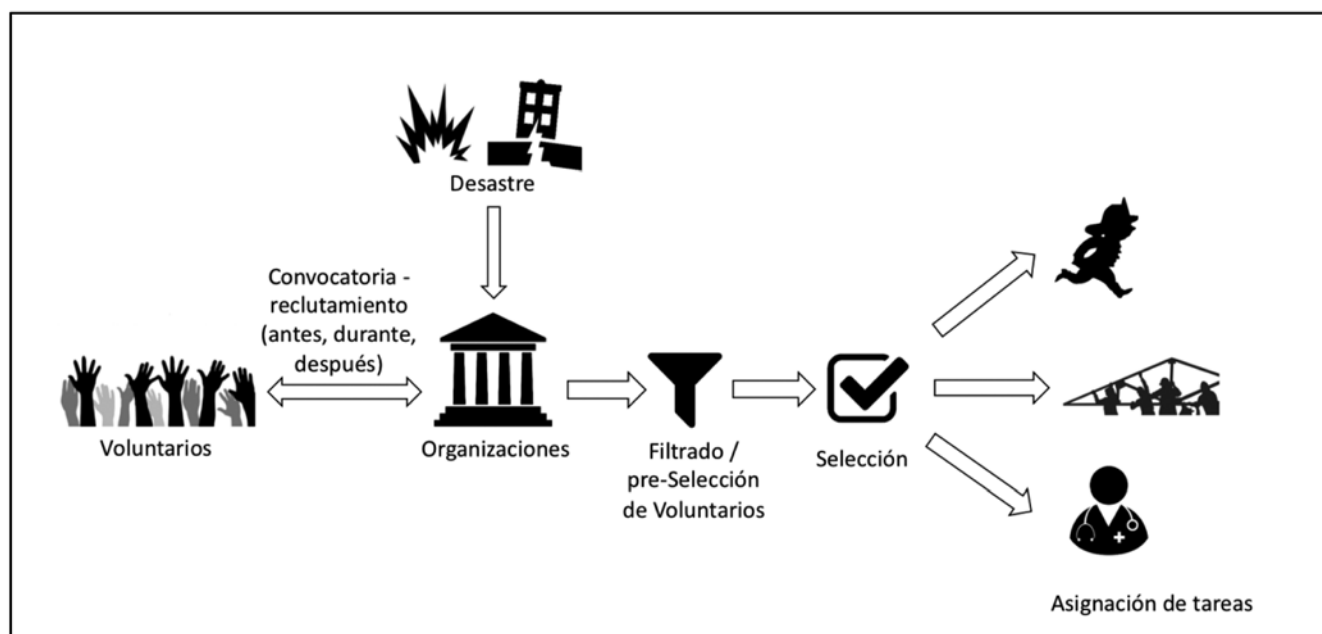 Desastre
Convocatoria -
reclutamiento
(antes, durante,
después)
Voluntarios
Organizaciones
Filtrado /
pre-Selección
de Voluntarios
Selección
Asignación de tareas